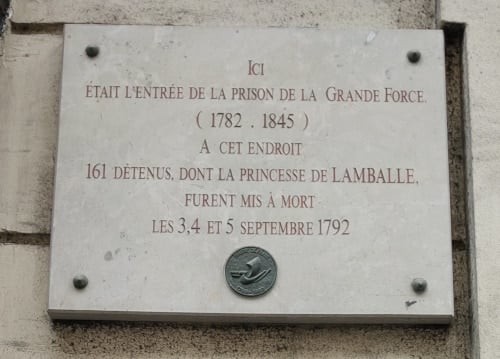 Ici
était l'entrée de la prison de la Grande Force.
( 1782 . 1845 )
A cet endroit
161 détenus, dont la princesse de LAMBALLE,
furent mis à mort
les 3,4 et 5 septembre 1792